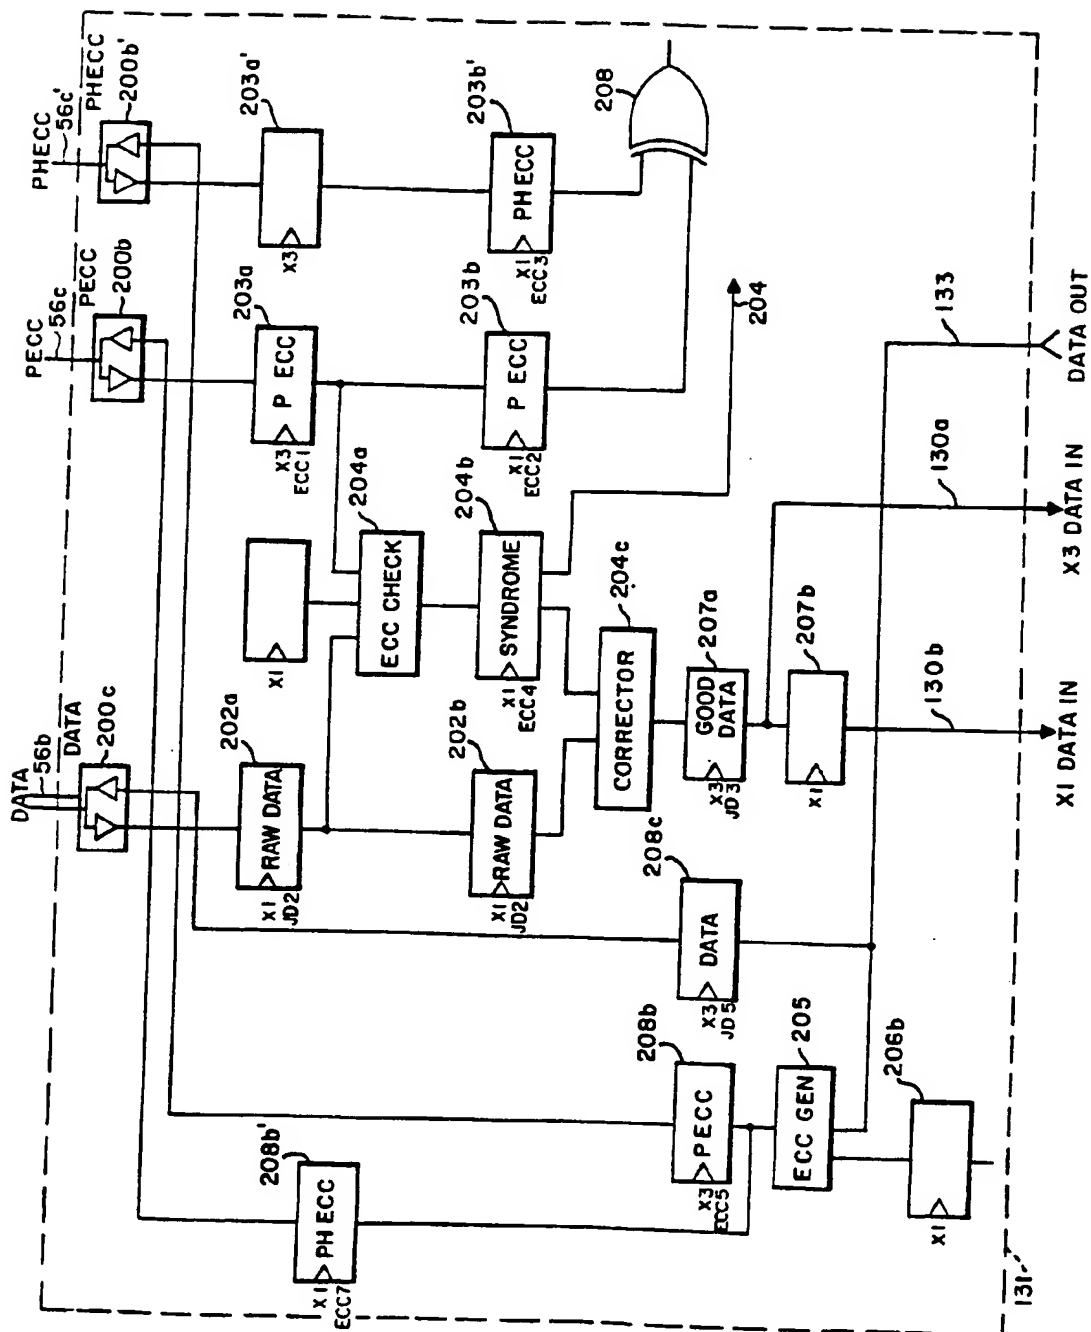 PHECC
56c'
PHECC
200b'
PECC
56c
PECC
200b
DATA
56b
DATA
200c
203a'
X3
203a
P ECC
X3
ECC1
204a
ECC CHECK
X1
202a
RAW DATA
X1
JD2
208
203b'
PH ECC
X1
ECC3
203b
P ECC
X1
ECC2
204
204b
SYNDROME
X1
ECC4
202b
RAW DATA
X1
JD2
204c
CORRECTOR
207a
GOOD
DATA
X3
JD3
207b
X1
208c
DATA
X3
JD5
208b
PECC
X3
ECC5
208b'
PH ECC
X1
ECC7
205
ECC GEN
206b
X1
133
130a
130b
DATA OUT
X3 DATA IN
X1 DATA IN
131